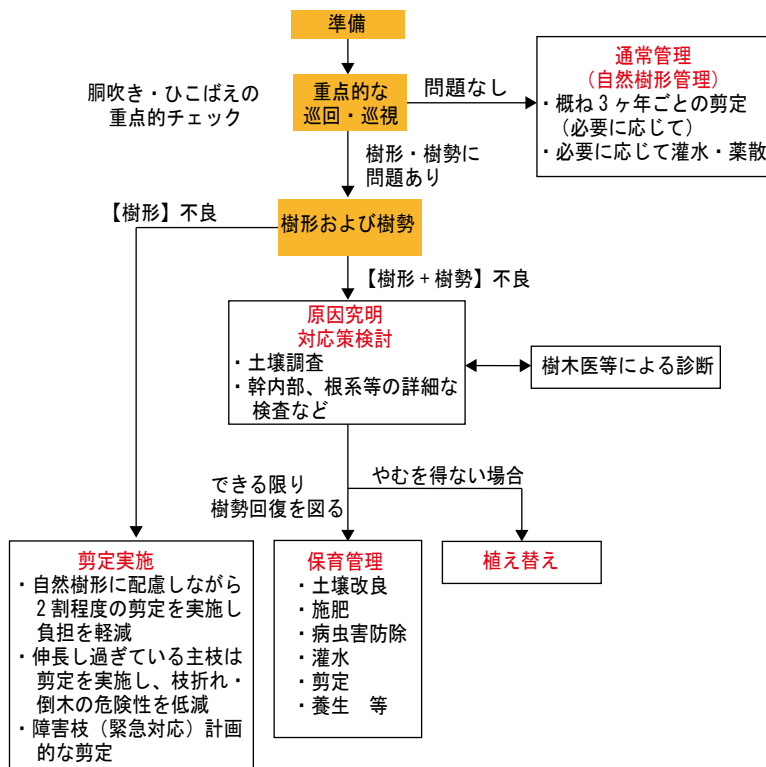 準備
胴吹き・ひこばえの
重点的チェック
重点的な
巡回・巡視
問題なし
通常管理
（自然樹形管理）
・概ね3ヶ年ごとの剪定
（必要に応じて）
・必要に応じて灌水・薬散
樹形・樹勢に
問題あり
【樹形】不良
樹形および樹勢
【樹形+樹勢】不良
原因究明
対応策検討
・土壌調査
・幹内部、根系等の詳細な
検査など
樹木医等による診断
できる限り
樹勢回復を図る
やむを得ない場合
剪定実施
・自然樹形に配慮しながら
2割程度の剪定を実施し
負担を軽減
・伸長し過ぎている主枝は
剪定を実施し、枝折れ・
倒木の危険性を低減
・障害枝（緊急対応）計画
的な剪定
保育管理
・土壌改良
・施肥
・病虫害防除
・灌水
・剪定
・養生　等
植え替え